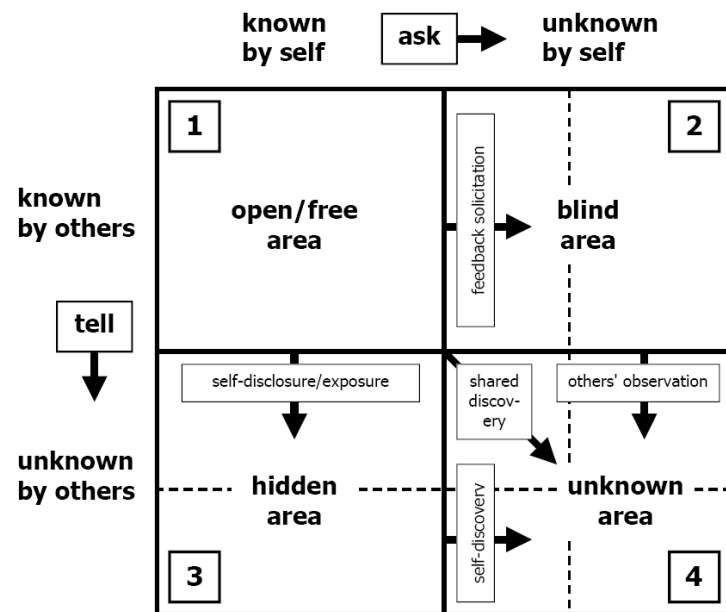 known
by self
ask
unknown
by self
1
2
known
by others
open/free
area
feedback solicitation
blind
area
tell
self-disclosure/exposure
shared
discov-
ery
others' observation
unknown
by others
hidden
area
self-discovery
unknown
area
3
4